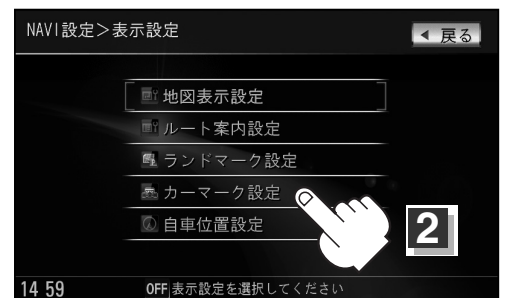 NAVI設定＞表示設定
◀ 戻る
地図表示設定
ルート案内設定
ランドマーク設定
カーマーク設定
自車位置設定
2
14 59
OFF 表示設定を選択してください